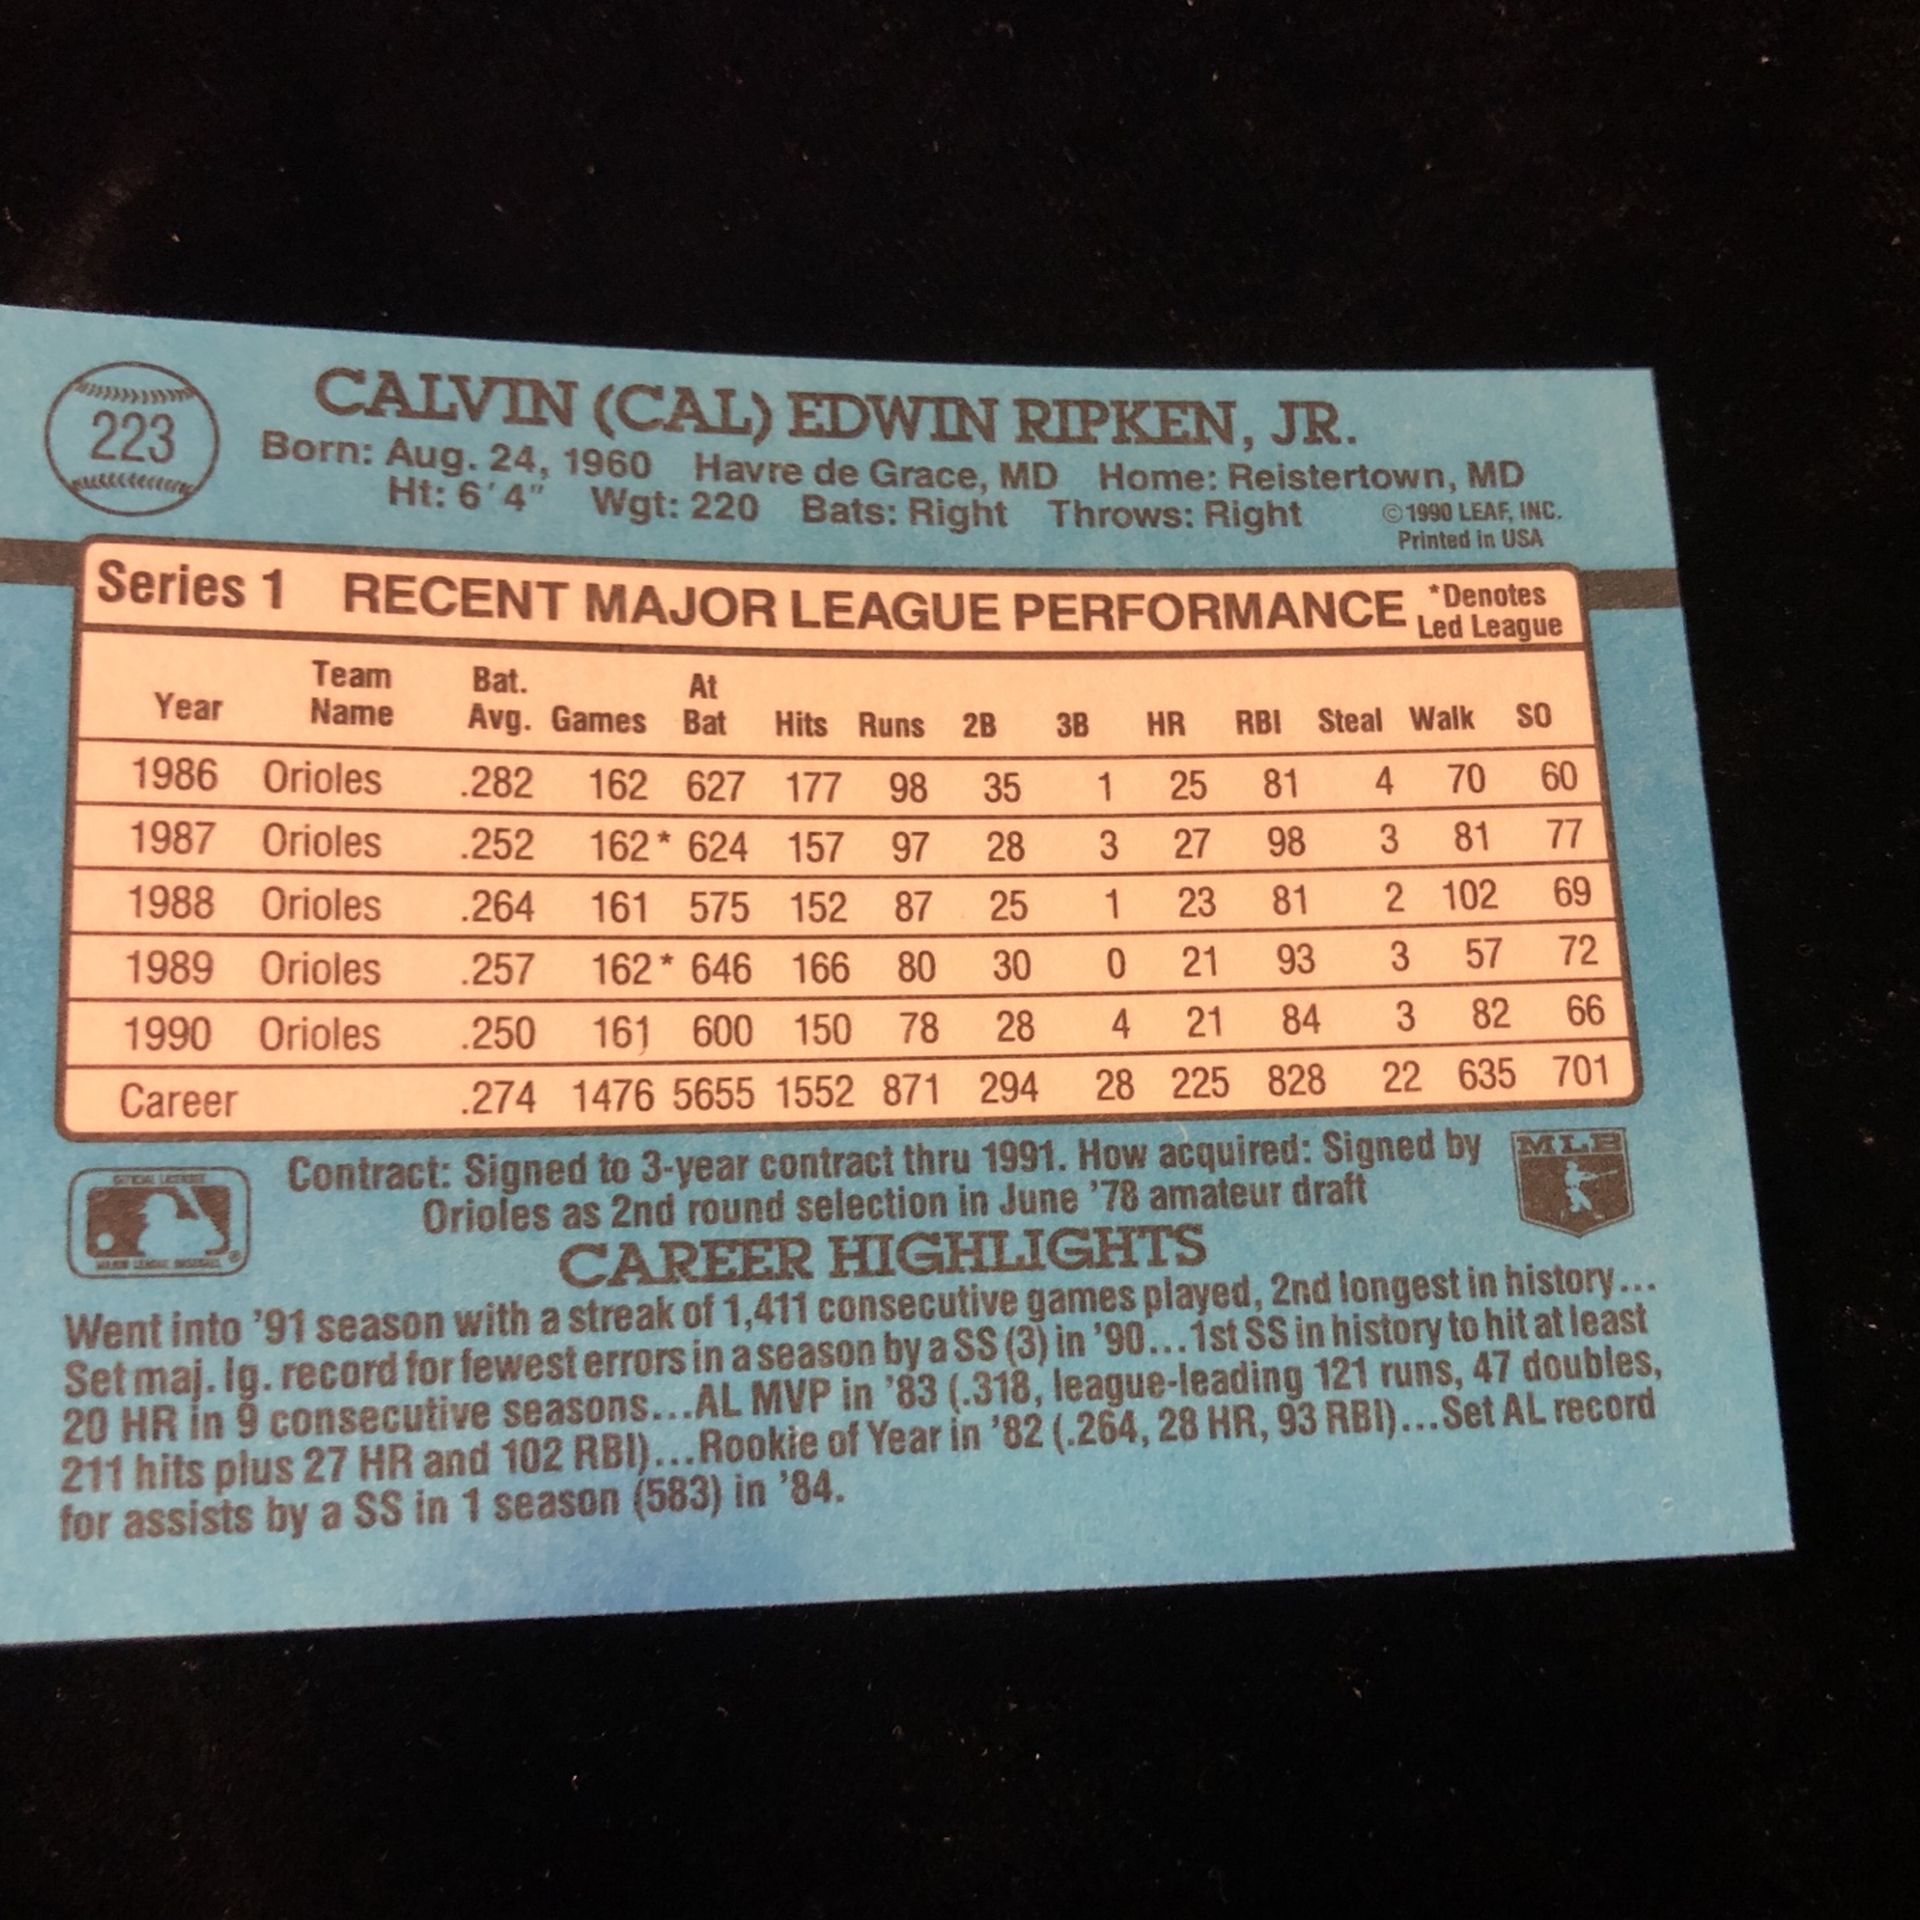 223
CALVIN (CAL) EDWIN RIPKEN, JR.
Born: Aug. 24, 1960 Havre de Grace, MD Home: Reistertown, MD
Ht: 6'4" Wgt: 220 Bats: Right Throws: Right
©1990 LEAF, INC.
Printed in USA
Series 1 RECENT MAJOR LEAGUE PERFORMANCE *Denotes Led League
Year Team Name Bat. Avg. Games At Bat Hits Runs 2B 3B HR RBI Steal Walk SO
1986 Orioles .282 162 627 177 98 35 1 25 81 4 70 60
1987 Orioles .252 162* 624 157 97 28 3 27 98 3 81 77
1988 Orioles .264 161 575 152 87 25 1 23 81 2 102 69
1989 Orioles .257 162* 646 166 80 30 0 21 93 3 57 72
1990 Orioles .250 161 600 150 78 28 4 21 84 3 82 66
Career .274 1476 5655 1552 871 294 28 225 828 22 635 701
Contract: Signed to 3-year contract thru 1991. How acquired: Signed by
Orioles as 2nd round selection in June '78 amateur draft
MLB
CAREER HIGHLIGHTS
Went into '91 season with a streak of 1,411 consecutive games played, 2nd longest in history...
Set maj. lg. record for fewest errors in a season by a SS (3) in '90...1st SS in history to hit at least
20 HR in 9 consecutive seasons...AL MVP in '83 (.318, league-leading 121 runs, 47 doubles,
211 hits plus 27 HR and 102 RBI)...Rookie of Year in '82 (.264, 28 HR, 93 RBI)...Set AL record
for assists by a SS in 1 season (583) in '84.